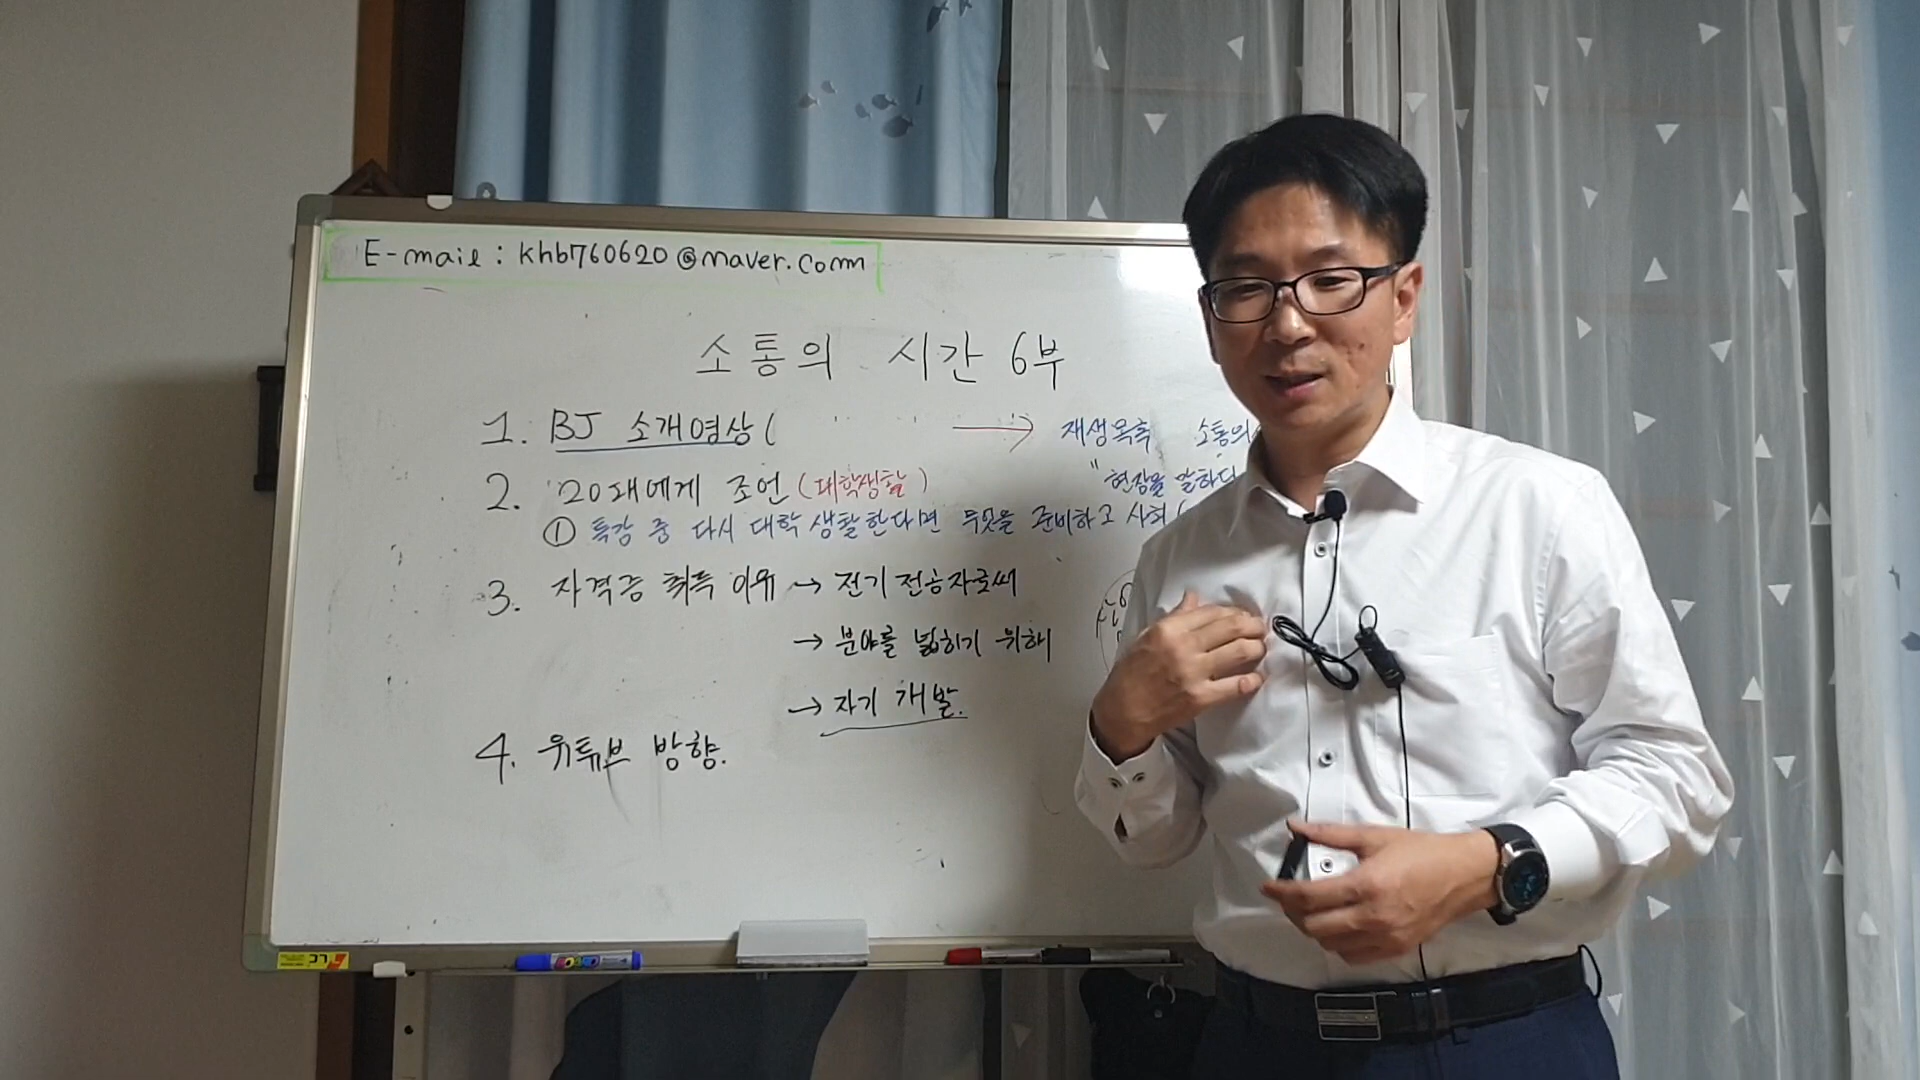 E-mail : khb760620@naver.com
소통의 시간 6부
1. BJ 소개영상( → 재생목록 소통의
"현장을 말하다
2. 20대에게 조언 (대학생활)
① 특강 중 다시 대학 생활한다면 무엇을 준비하고 사회
3. 자격증 취득 이유 → 전기 전공자로써
→ 분야를 넓히기 위해
→ 자기 개발.
4. 유튜브 방향.
BOARD